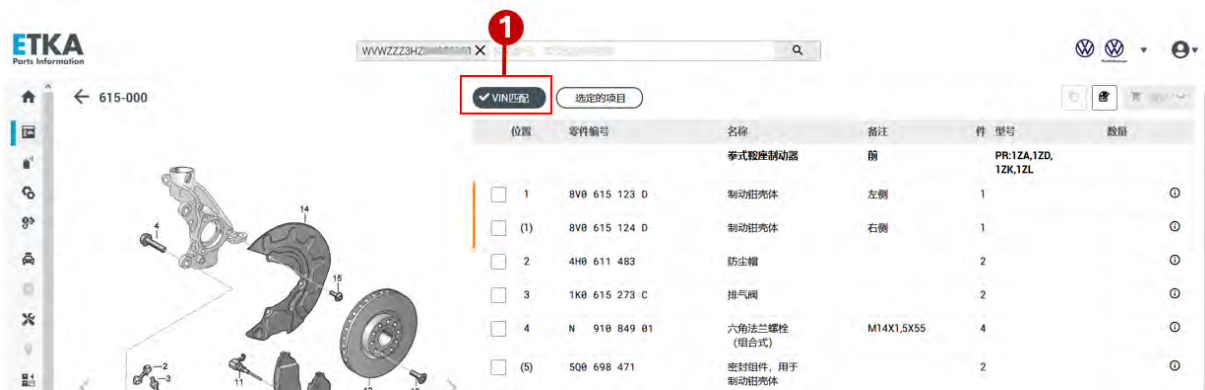 1
ETKA
Parts Information
WVWZZZ3HZ
615-000
VIN匹配
选定的项目
位置 零件编号 名称 备注 件 型号 数量
拳式鞍座制动器 前 PR:1ZA,1ZD,
1ZK,1ZL
1 8V0 615 123 D 制动钳壳体 左侧 1
(1) 8V0 615 124 D 制动钳壳体 右侧 1
2 4H0 611 483 防尘帽 2
3 1K0 615 273 C 排气阀 2
4 N 910 849 01 六角法兰螺栓 M14X1,5X55 4
(组合式)
(5) 5Q0 698 471 密封组件，用于 2
制动钳壳体
14
4
15
2
3
11